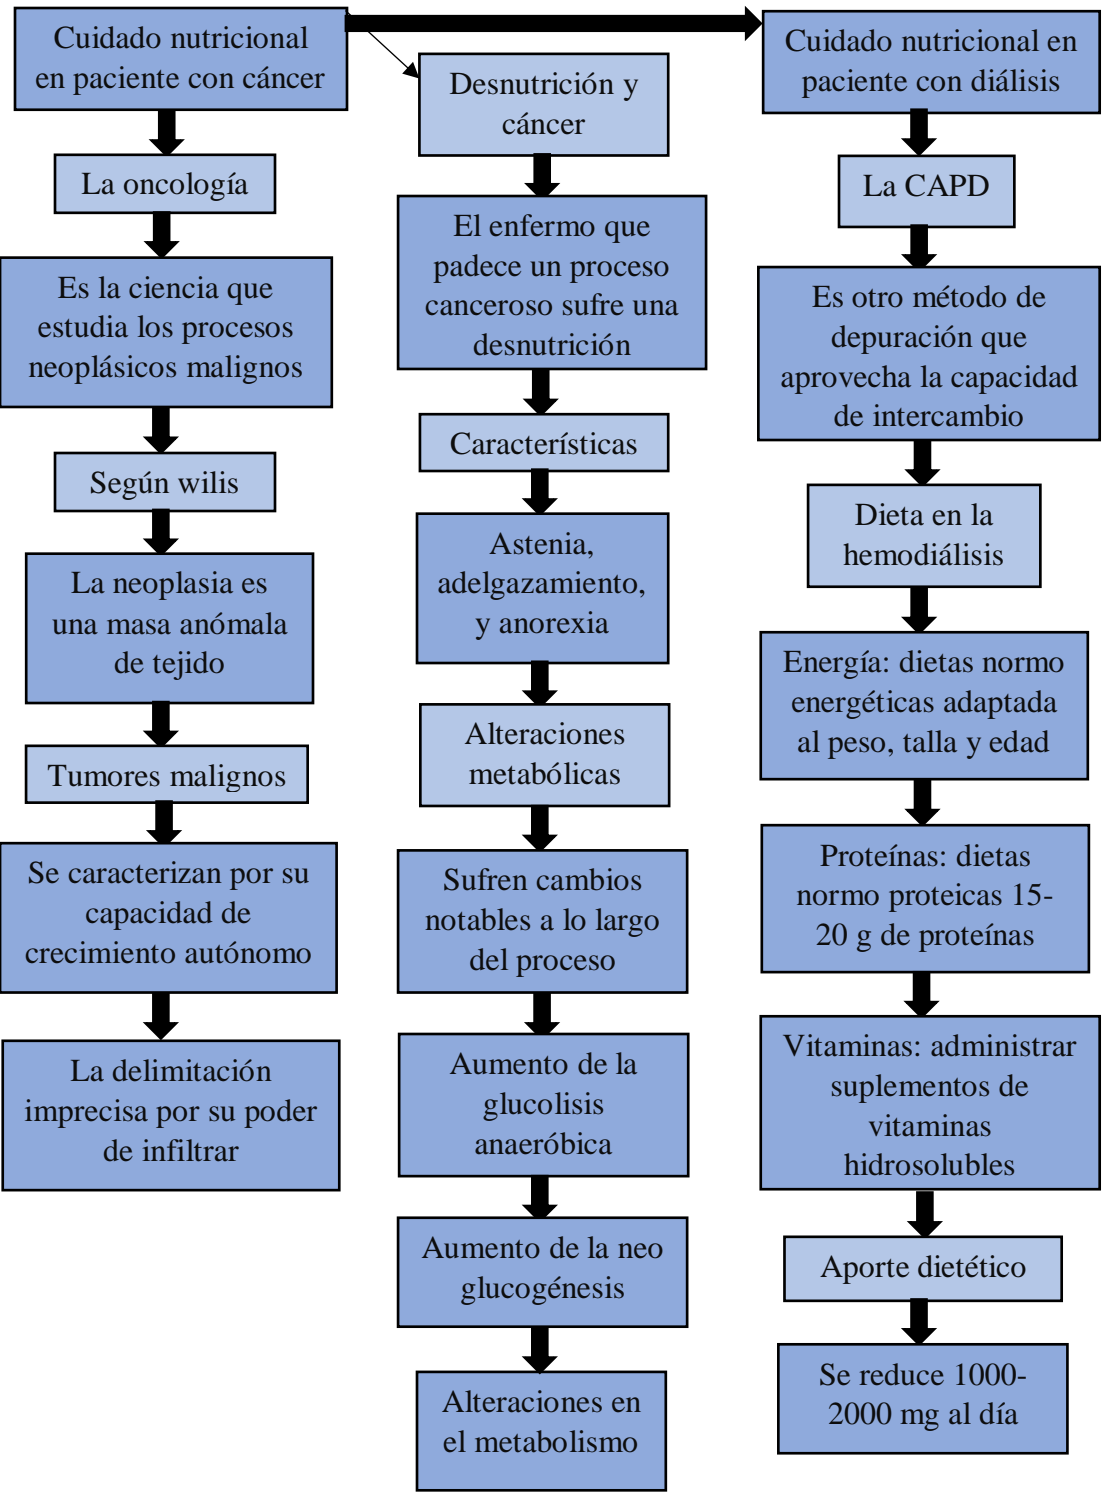 Cuidado nutricional
en paciente con cáncer
La oncología
Es la ciencia que
estudia los procesos
neoplásicos malignos
Según wilis
La neoplasia es
una masa anómala
de tejido
Tumores malignos
Se caracterizan por su
capacidad de
crecimiento autónomo
La delimitación
imprecisa por su poder
de infiltrar
Desnutrición y
cáncer
El enfermo que
padece un proceso
canceroso sufre una
desnutrición
Características
Astenia,
adelgazamiento,
y anorexia
Alteraciones
metabólicas
Sufren cambios
notables a lo largo
del proceso
Aumento de la
glucolisis
anaeróbica
Aumento de la neo
glucogénesis
Alteraciones en
el metabolismo
Cuidado nutricional en
paciente con diálisis
La CAPD
Es otro método de
depuración que
aprovecha la capacidad
de intercambio
Dieta en la
hemodiálisis
Energía: dietas normo
energéticas adaptada
al peso, talla y edad
Proteínas: dietas
normo proteicas 15-
20 g de proteínas
Vitaminas: administrar
suplementos de
vitaminas
hidrosolubles
Aporte dietético
Se reduce 1000-
2000 mg al día